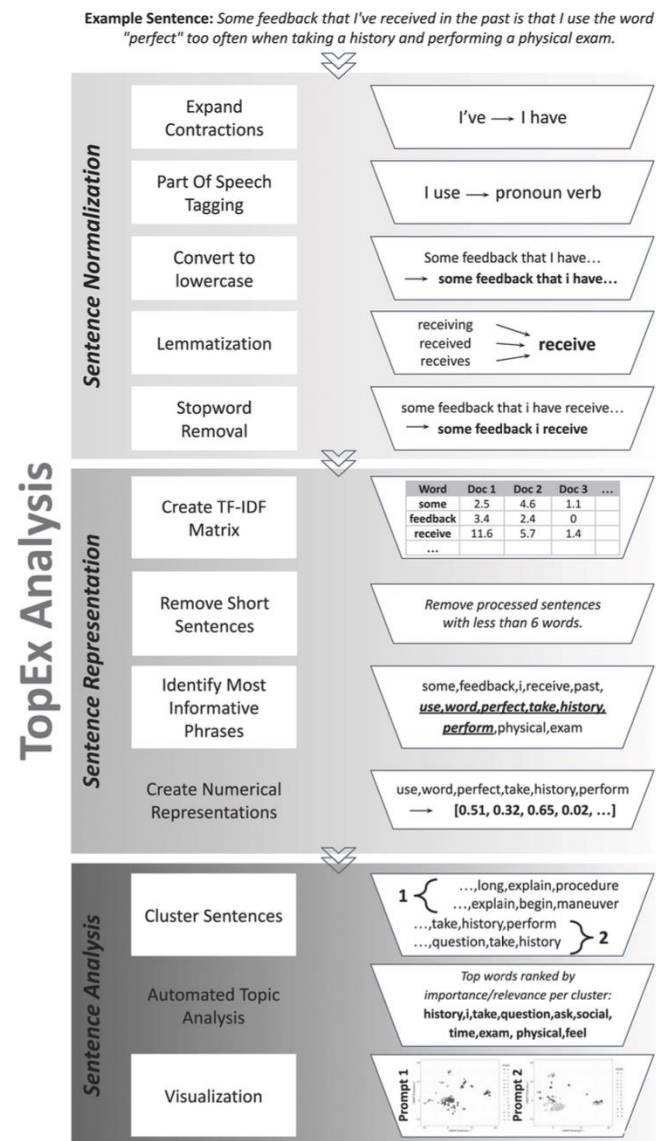 Example Sentence: Some feedback that I've received in the past is that I use the word
"perfect" too often when taking a history and performing a physical exam.
TopEx Analysis
Sentence Normalization
Expand
Contractions
I've → I have
Part Of Speech
Tagging
I use → pronoun verb
Convert to
lowercase
Some feedback that I have...
→ some feedback that i have...
Lemmatization
receiving
received
receives
receive
Stopword
Removal
some feedback that i have receive...
→ some feedback i receive
Sentence Representation
Create TF-IDF
Matrix
Word Doc 1 Doc 2 Doc 3 ...
some 2.5 4.6 1.1
feedback 3.4 2.4 0
receive 11.6 5.7 1.4
...
Remove Short
Sentences
Remove processed sentences
with less than 6 words.
Identify Most
Informative
Phrases
some,feedback,i,receive,past,
use,word,perfect,take,history,
perform,physical,exam
Create Numerical
Representations
use,word,perfect,take,history,perform
→ [0.51, 0.32, 0.65, 0.02, ...]
Sentence Analysis
Cluster Sentences
1
...,long,explain,procedure
...,explain,begin,maneuver
...,take,history,perform
...,question,take,history
2
Automated Topic
Analysis
Top words ranked by
importance/relevance per cluster:
history,i,take,question,ask,social,
time,exam, physical,feel
Visualization
Prompt 1
Prompt 2